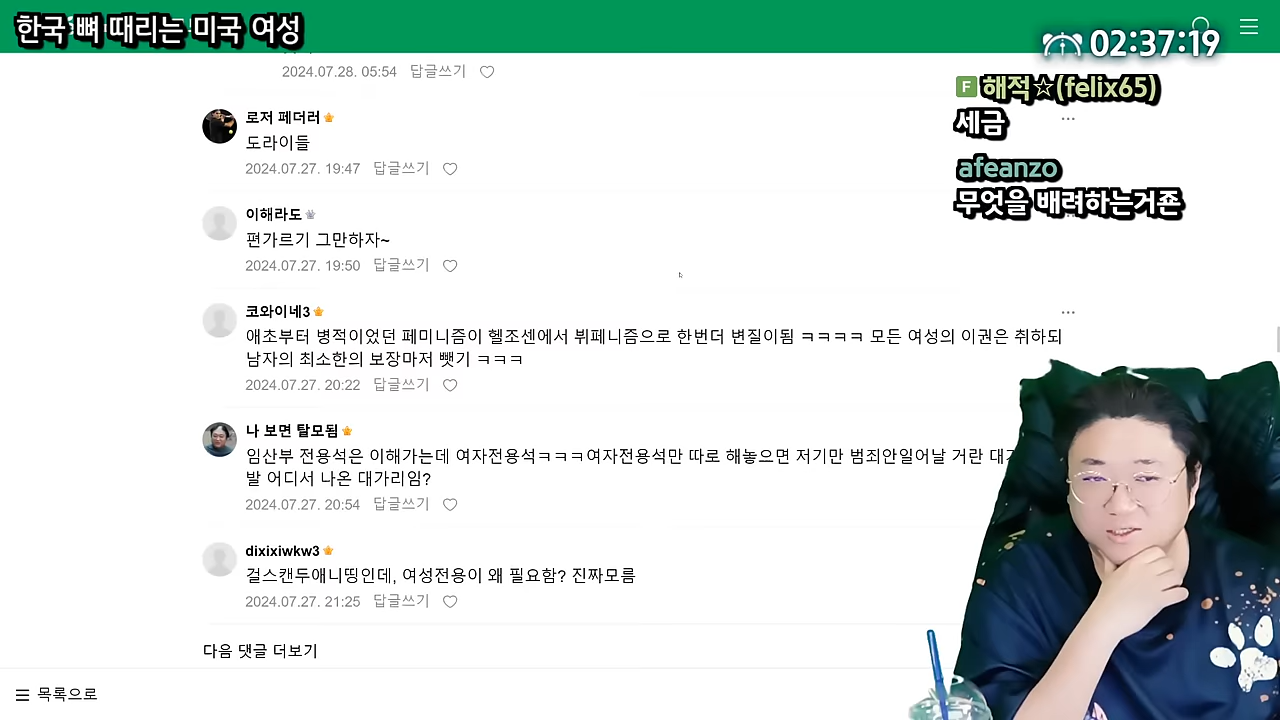 한국 뼈 때리는 미국 여성
02:37:19
2024.07.28. 05:54 답글쓰기
F 해적☆(felix65)
세금
afeanzo
무엇을 배려하는거죤
로저 페더러
도라이들
2024.07.27. 19:47 답글쓰기
이해라도
편가르기 그만하자~
2024.07.27. 19:50 답글쓰기
코와이네3
애초부터 병적이었던 페미니즘이 헬조센에서 뷔페니즘으로 한번더 변질이됨 ㅋㅋㅋㅋ 모든 여성의 이권은 취하되
남자의 최소한의 보장마저 뺏기 ㅋㅋㅋ
2024.07.27. 20:22 답글쓰기
나 보면 탈모됨
임산부 전용석은 이해가는데 여자전용석ㅋㅋㅋ여자전용석만 따로 해놓으면 저기만 범죄안일어날 거란
발 어디서 나온 대가리임?
2024.07.27. 20:54 답글쓰기
dixixiwkw3
걸스캔두애니띵인데, 여성전용이 왜 필요함? 진짜모름
2024.07.27. 21:25 답글쓰기
다음 댓글 더보기
목록으로